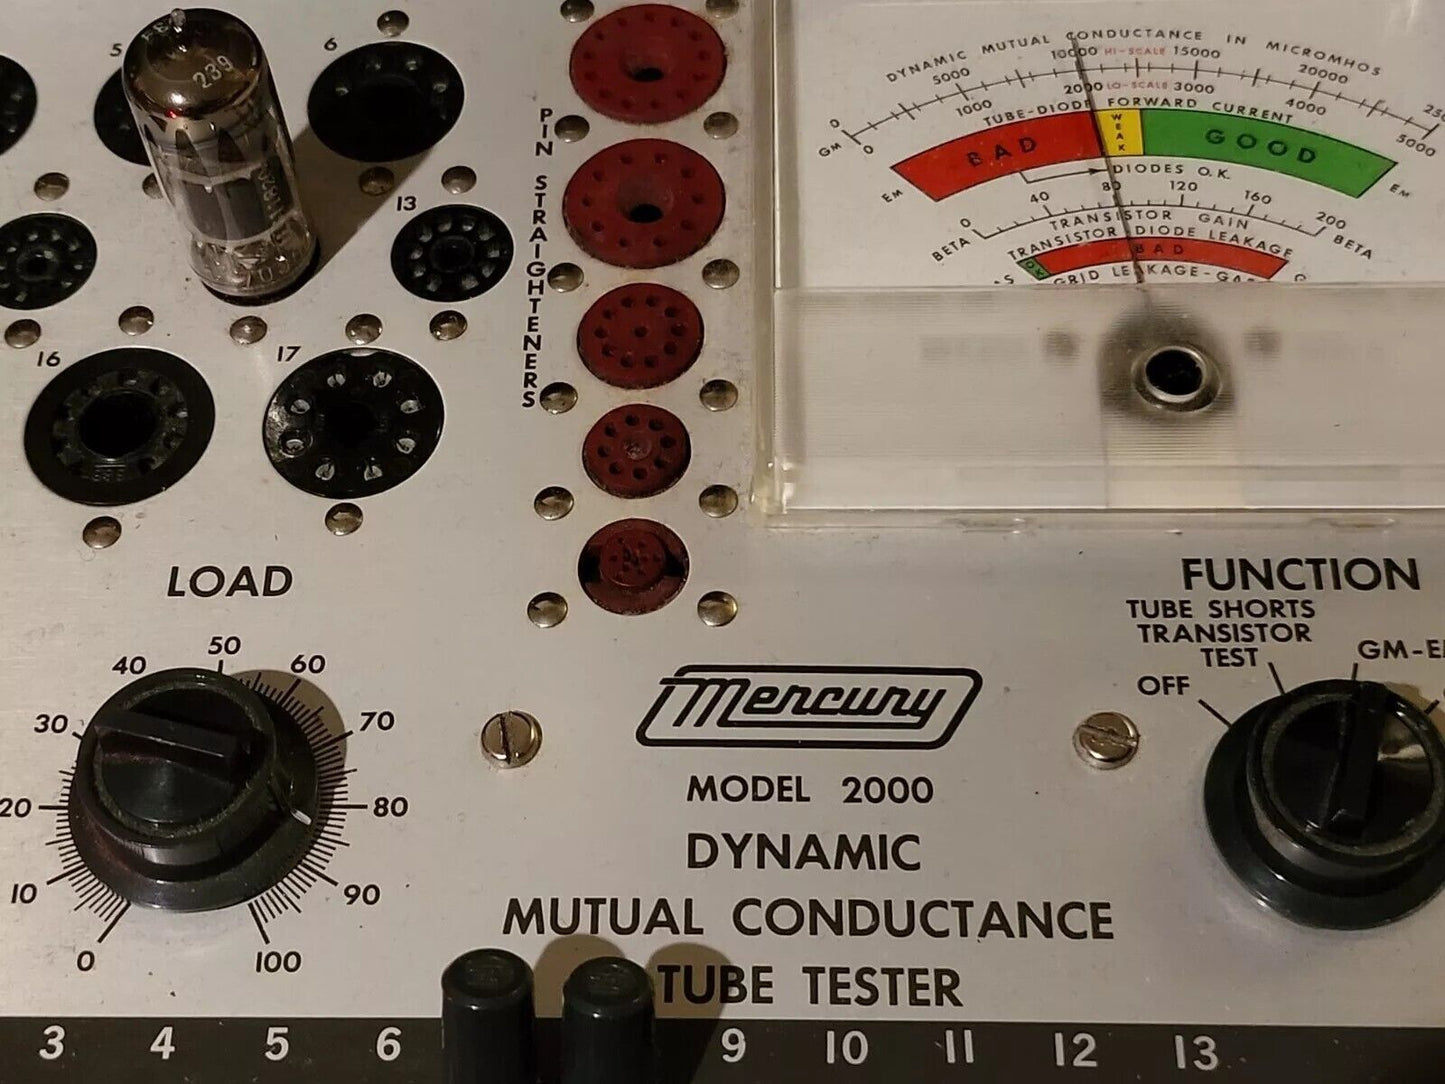 5
6
239
13
16
17
PIN STRAIGHTENERS
DYNAMIC MUTUAL CONDUCTANCE IN MICROMHOS
0 5000 10000 HI-SCALE 15000 20000
GM 0 1000 2000 LO-SCALE 3000 4000 5000
TUBE-DIODE FORWARD CURRENT
BAD WEAK GOOD
EM EM
DIODES O.K.
0 40 80 120 160 200
BETA TRANSISTOR GAIN BETA
TRANSISTOR DIODE LEAKAGE
OK BAD
GRID LEAKAGE-GAS
LOAD
0 10 20 30 40 50 60 70 80 90 100
FUNCTION
TUBE SHORTS
TRANSISTOR
TEST
OFF
GM-EM
Mercury
MODEL 2000
DYNAMIC
MUTUAL CONDUCTANCE
TUBE TESTER
3 4 5 6 9 10 11 12 13